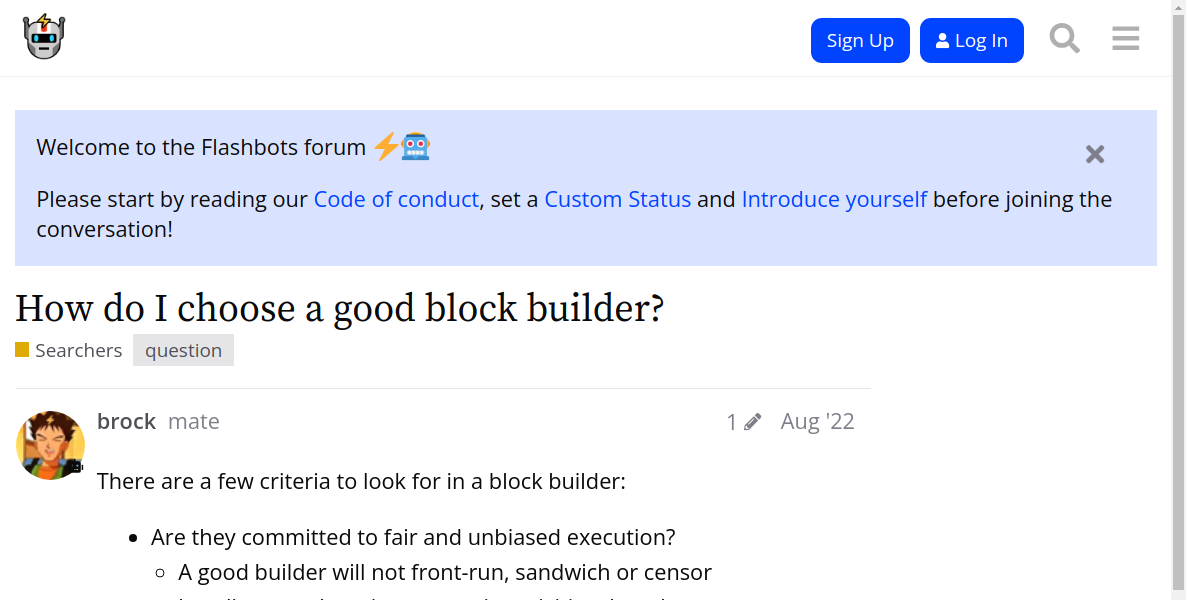 Sign Up
Log In
Welcome to the Flashbots forum
Please start by reading our Code of conduct, set a Custom Status and Introduce yourself before joining the
conversation!
How do I choose a good block builder?
Searchers question
brock mate 1 Aug '22
There are a few criteria to look for in a block builder:
Are they committed to fair and unbiased execution?
A good builder will not front-run, sandwich or censor